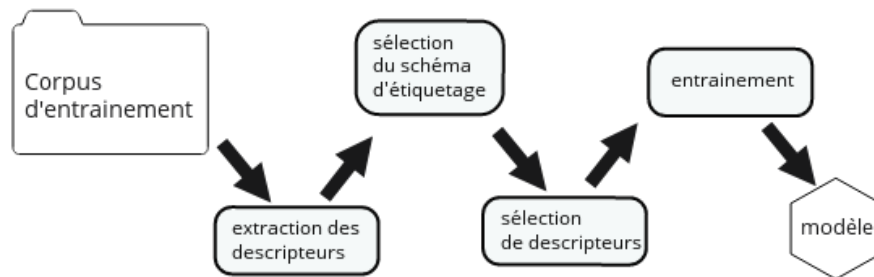 Corpus
d'entrainement
extraction des
descripteurs
sélection
du schéma
d'étiquetage
sélection
de descripteurs
entrainement
modèle